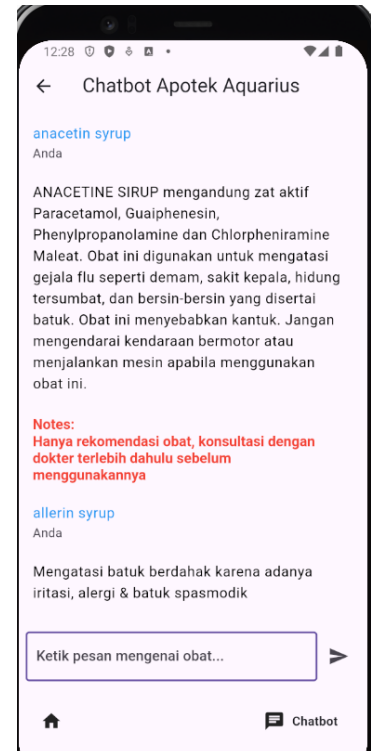 12:28
Chatbot Apotek Aquarius
anacetin syrup
Anda
ANACETINE SIRUP mengandung zat aktif
Paracetamol, Guaiphenesin,
Phenylpropanolamine dan Chlorpheniramine
Maleat. Obat ini digunakan untuk mengatasi
gejala flu seperti demam, sakit kepala, hidung
tersumbat, dan bersin-bersin yang disertai
batuk. Obat ini menyebabkan kantuk. Jangan
mengendarai kendaraan bermotor atau
menjalankan mesin apabila menggunakan
obat ini.
Notes:
Hanya rekomendasi obat, konsultasi dengan
dokter terlebih dahulu sebelum
menggunakannya
allerin syrup
Anda
Mengatasi batuk berdahak karena adanya
iritasi, alergi & batuk spasmodik
Ketik pesan mengenai obat...
Chatbot